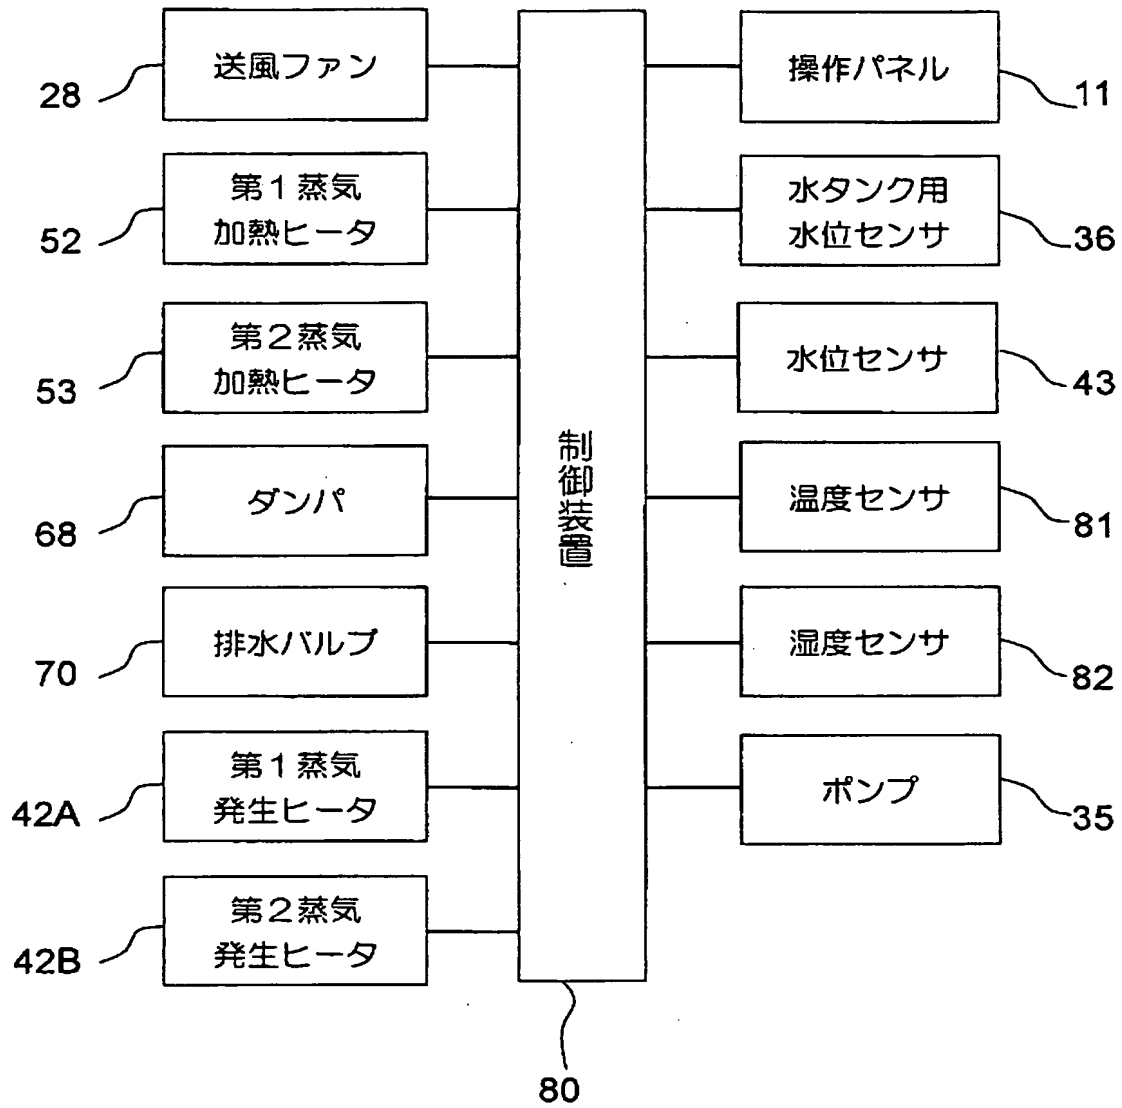 送風ファン
28
第1蒸気
加熱ヒータ
52
第2蒸気
加熱ヒータ
53
ダンパ
68
排水バルブ
70
第1蒸気
発生ヒータ
42A
第2蒸気
発生ヒータ
42B
制御装置
80
操作パネル
11
水タンク用
水位センサ
36
水位センサ
43
温度センサ
81
湿度センサ
82
ポンプ
35